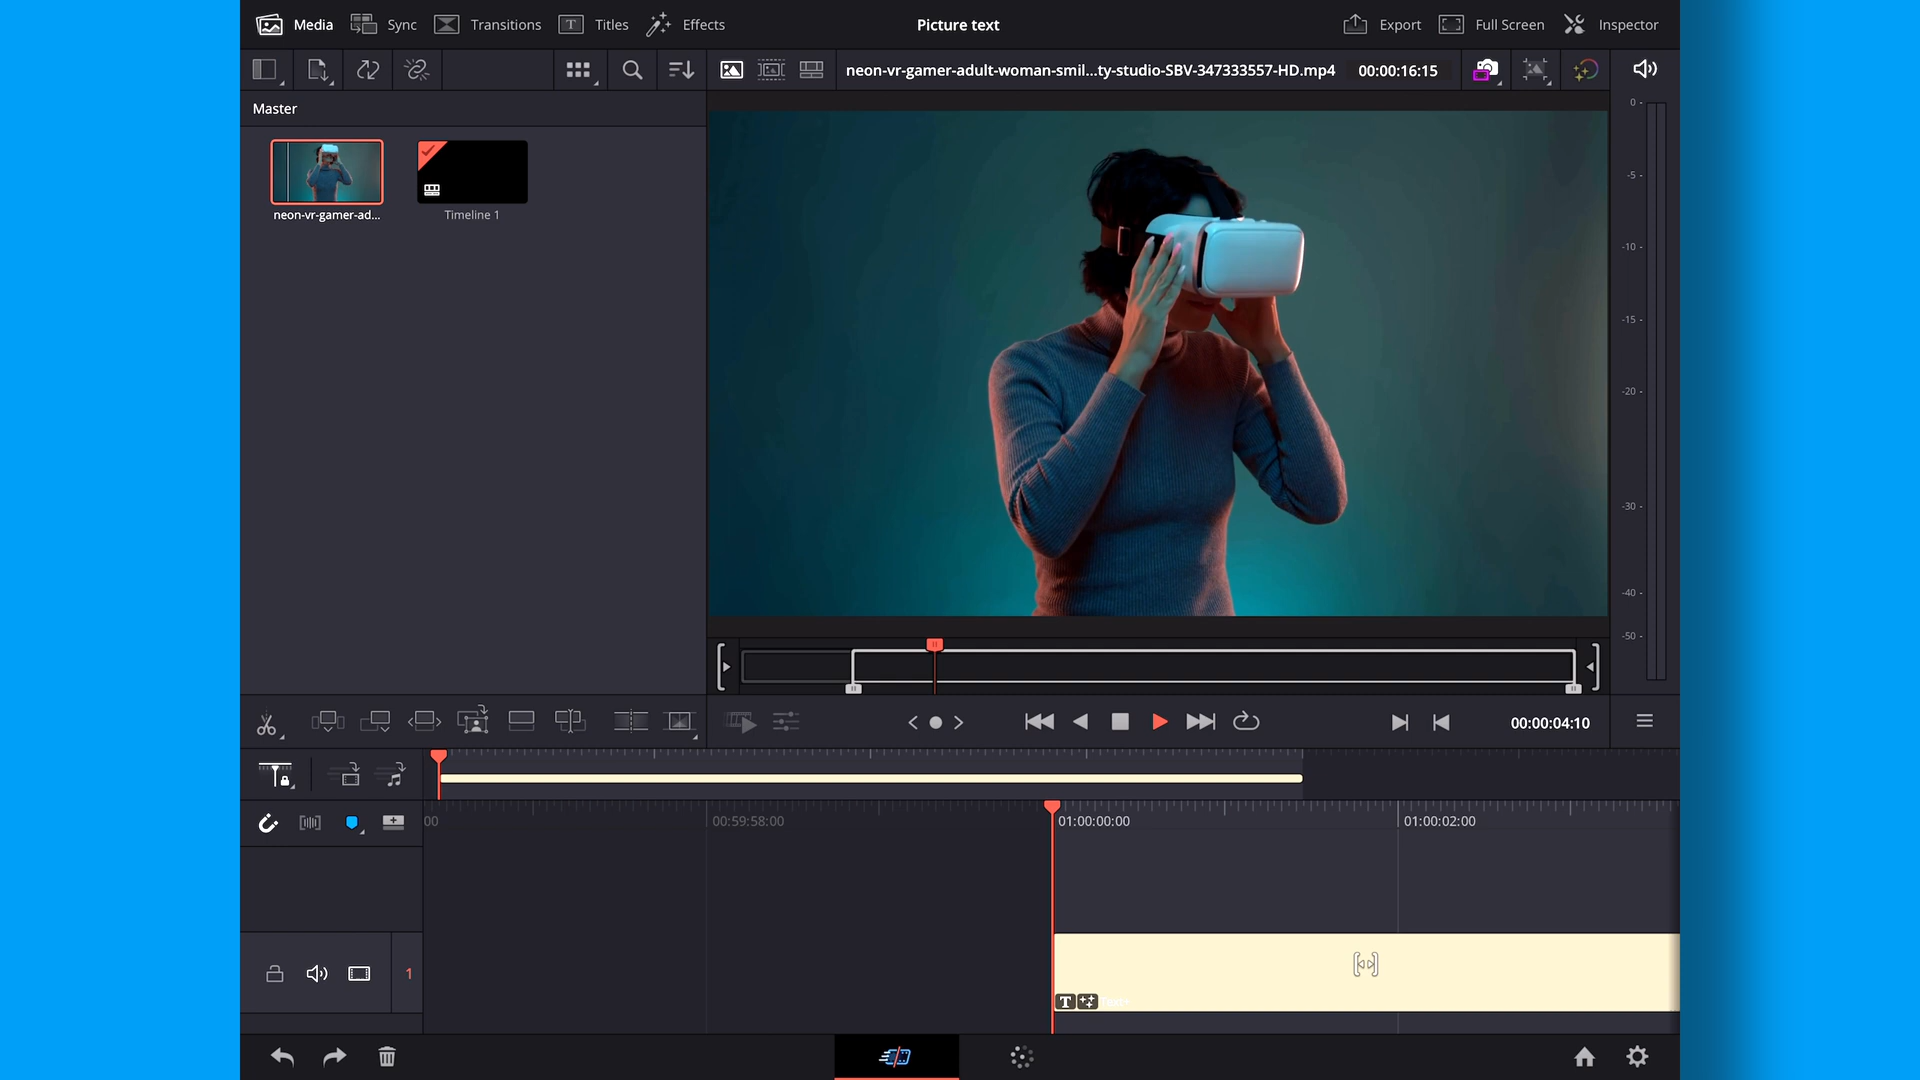 Media
Sync
Transitions
T
Titles
Effects
Picture text
Export
Full Screen
Inspector
neon-vr-gamer-adult-woman-smil...ty-studio-SBV-347333557-HD.mp4
00:00:16:15
Master
neon-vr-gamer-ad...
Timeline 1
0 -
-5 -
-10 -
-15 -
-20 -
-30 -
-40 -
-50 -
00:00:04:10
00
00:59:58:00
01:00:00:00
01:00:02:00
1
T